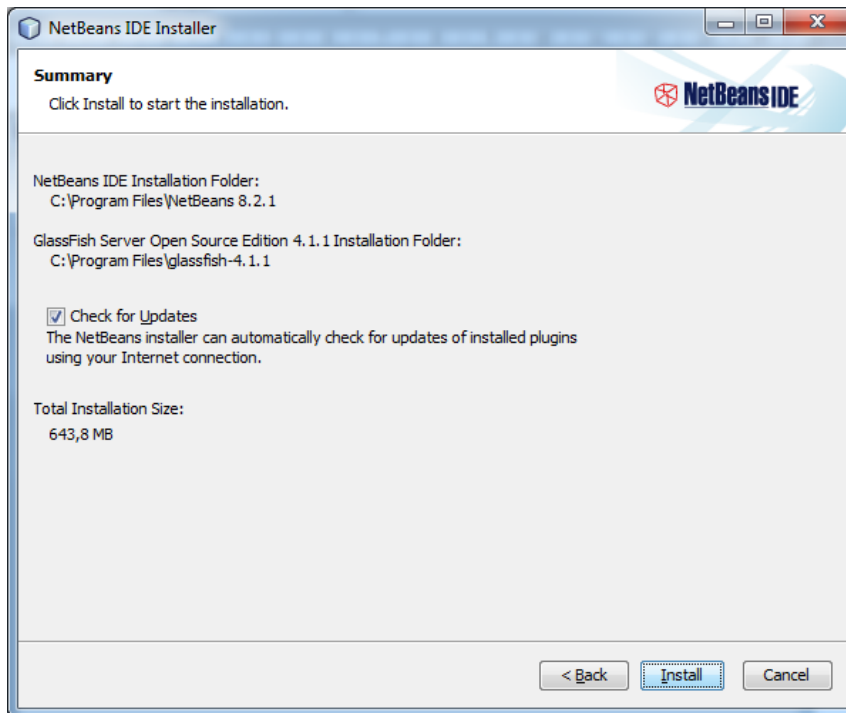 NetBeans IDE Installer
Summary
Click Install to start the installation.
NetBeans IDE
NetBeans IDE Installation Folder:
C:\Program Files\NetBeans 8.2.1
GlassFish Server Open Source Edition 4.1.1 Installation Folder:
C:\Program Files\glassfish-4.1.1
Check for Updates
The NetBeans installer can automatically check for updates of installed plugins
using your Internet connection.
Total Installation Size:
643,8 MB
< Back Install Cancel